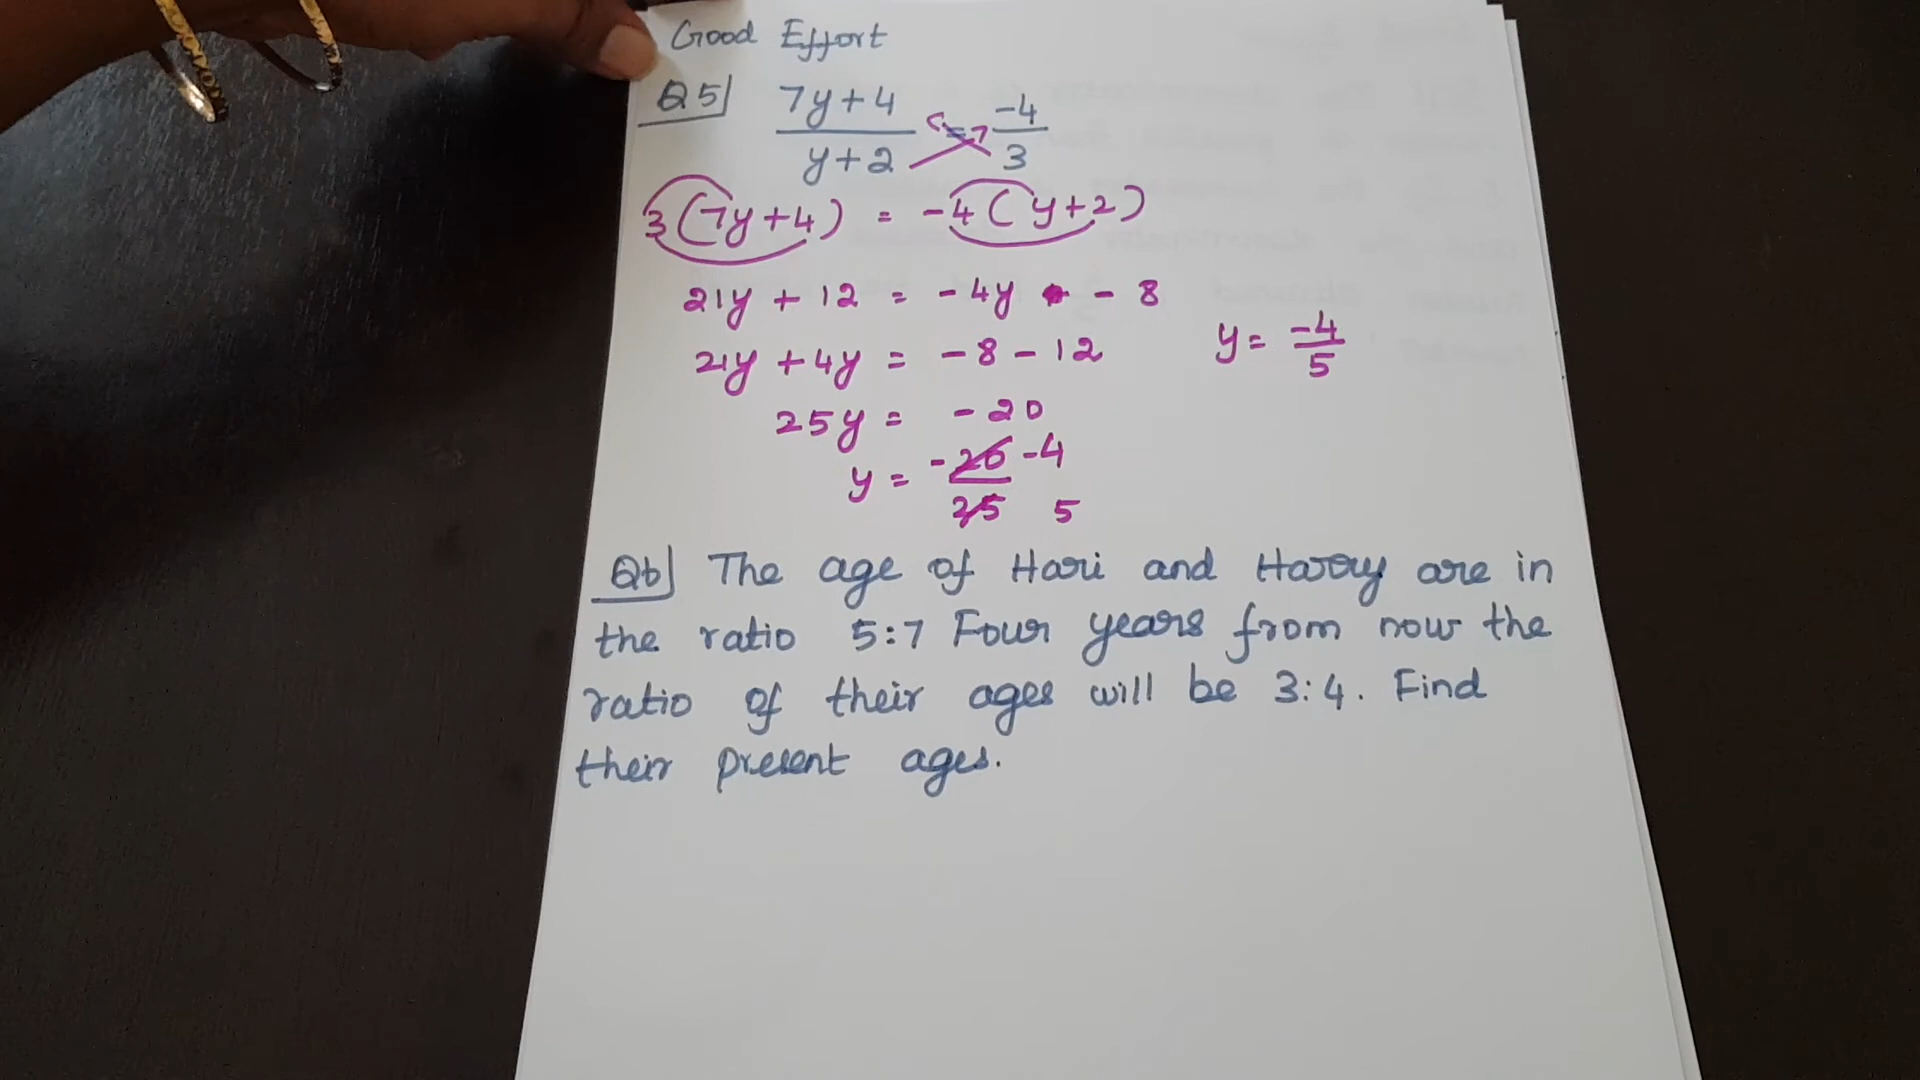 Good Effort
Q5] 7y+4 / y+2 = -4 / 3
3(7y+4) = -4(y+2)
21y + 12 = -4y - 8
21y + 4y = -8 - 12
25y = -20
y = -20/25 -4/5
y = -4/5
Q6] The age of Hari and Harry are in
the ratio 5:7 Four years from now the
ratio of their ages will be 3:4. Find
their present ages.